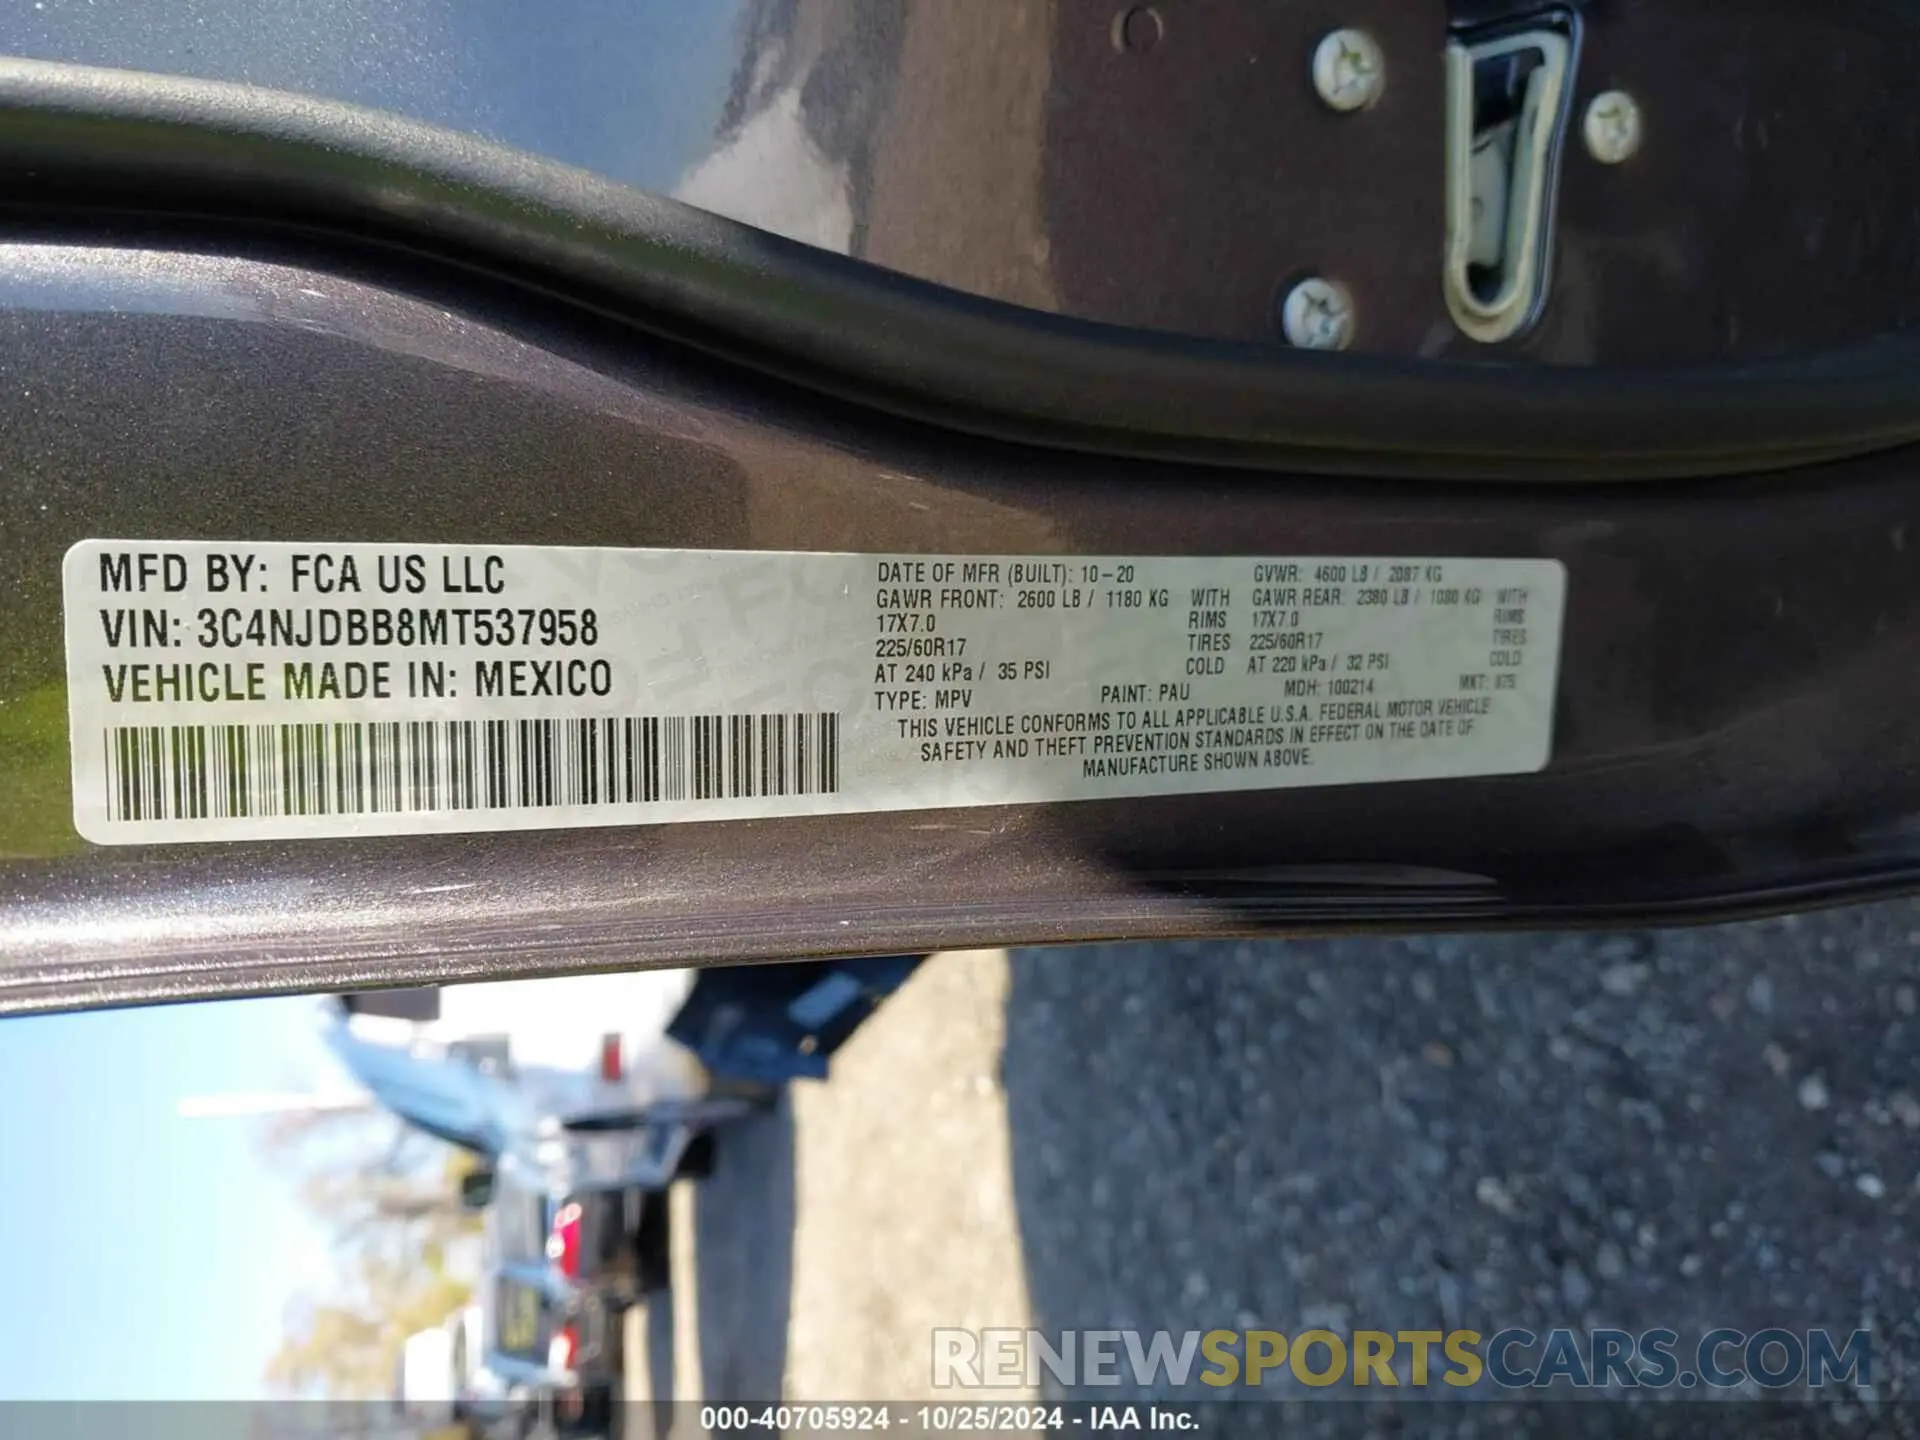 MFD BY: FCA US LLC
VIN: 3C4NJDBB8MT537958
VEHICLE MADE IN: MEXICO
DATE OF MFR (BUILT): 10-20 GVWR: 4600 LB / 2087 KG
GAWR FRONT: 2600 LB / 1180 KG WITH GAWR REAR: 2380 LB / 1080 KG WITH
17X7.0 RIMS 17X7.0 RIMS
225/60R17 TIRES 225/60R17 TIRES
AT 240 kPa / 35 PSI COLD AT 220 kPa / 32 PSI COLD
TYPE: MPV PAINT: PAU MDH: 100214 MKT:
THIS VEHICLE CONFORMS TO ALL APPLICABLE U.S.A. FEDERAL MOTOR VEHICLE
SAFETY AND THEFT PREVENTION STANDARDS IN EFFECT ON THE DATE OF
MANUFACTURE SHOWN ABOVE.
RENEWSPORTSCARS.COM
000-40705924 - 10/25/2024 - IAA Inc.